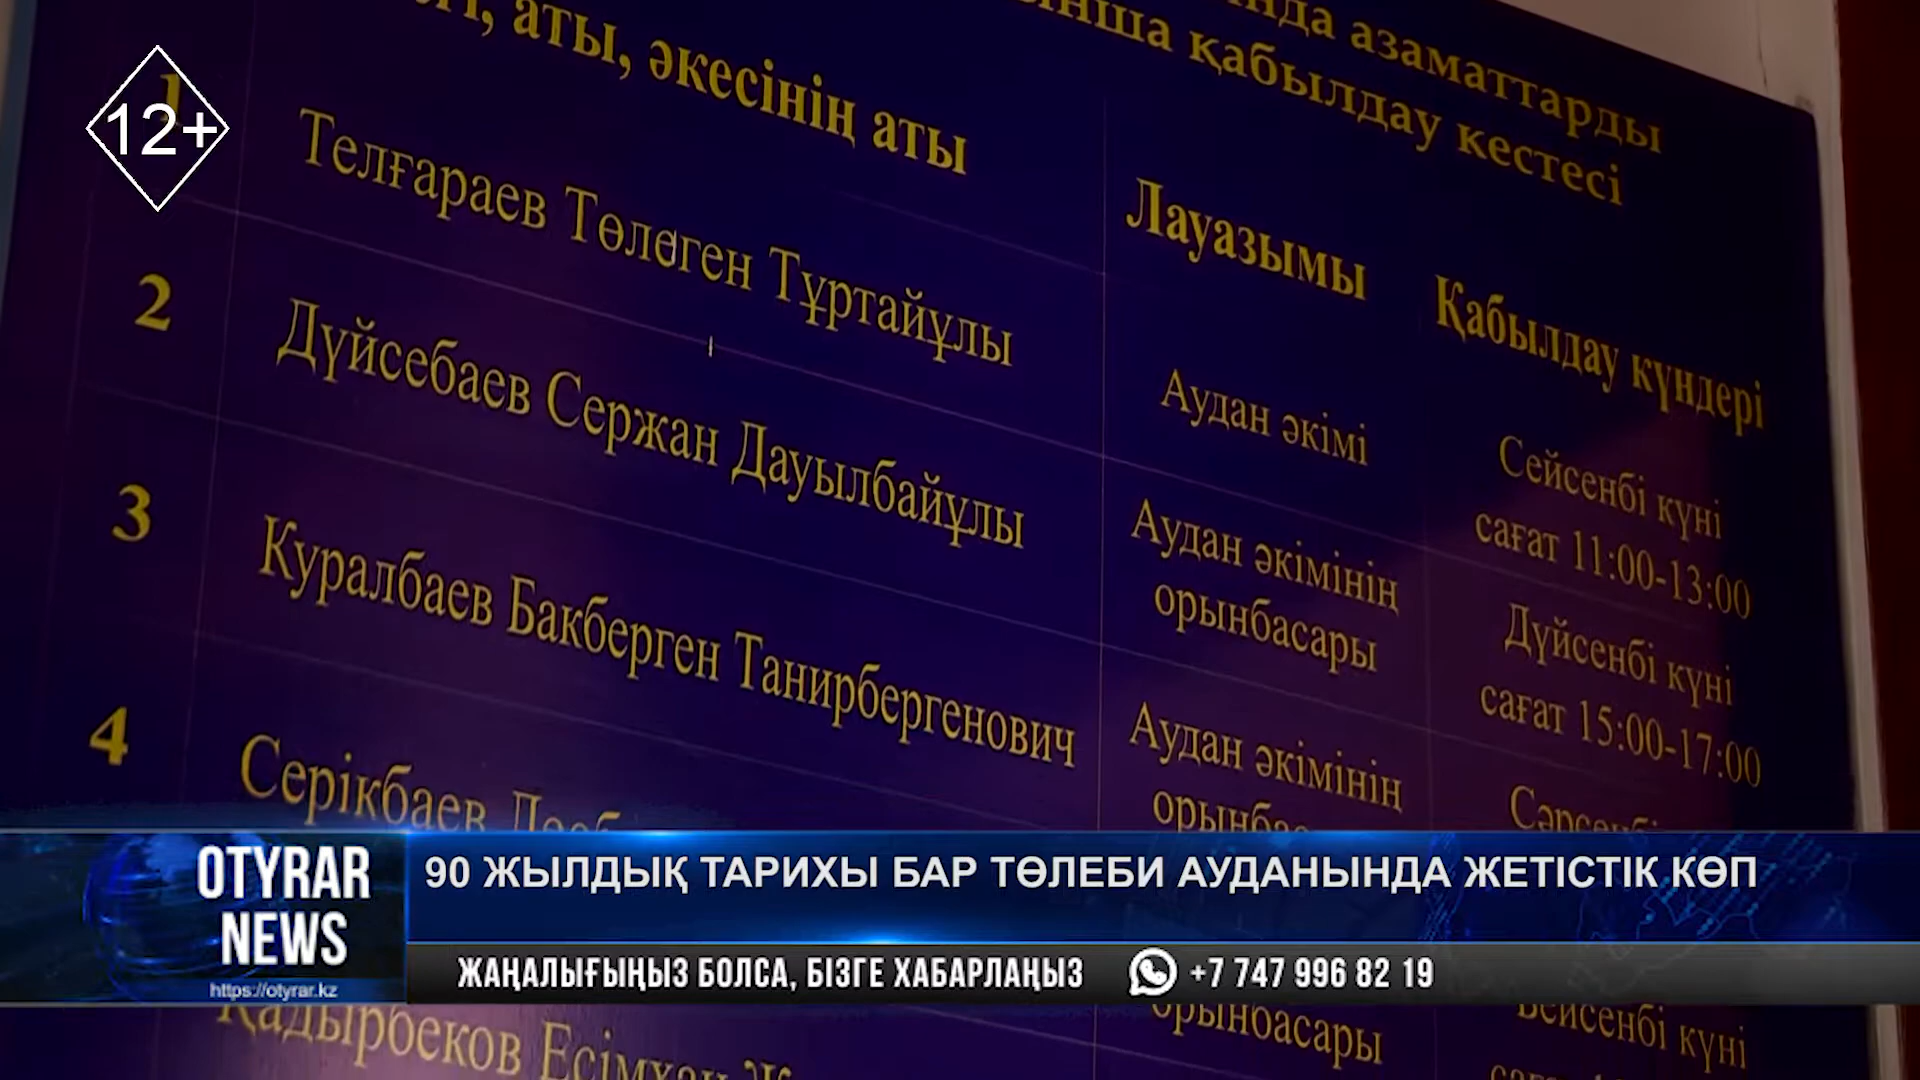 азаматтарды
қабылдау кестесі
аты, әкесінің аты
Лауазымы
Қабылдау күндері
12+
1
Телғараев Төлеген Тұртайұлы
Аудан әкімі
Сейсенбі күні
сағат 11:00-13:00
2
Дүйсебаев Сержан Дауылбайұлы
Аудан әкімінің
орынбасары
Дүйсенбі күні
сағат 15:00-17:00
3
Куралбаев Бакберген Танирбергенович
Аудан әкімінің
4
Серікбаев
OTYRAR
NEWS
https://otyrar.kz
90 ЖЫЛДЫҚ ТАРИХЫ БАР ТӨЛЕБИ АУДАНЫНДА ЖЕТІСТІК КӨП
ЖАҢАЛЫҒЫҢЫЗ БОЛСА, БІЗГЕ ХАБАРЛАҢЫЗ +7 747 996 82 19
Қадырбеков Есімхан
орынбасары
Бейсенбі күні